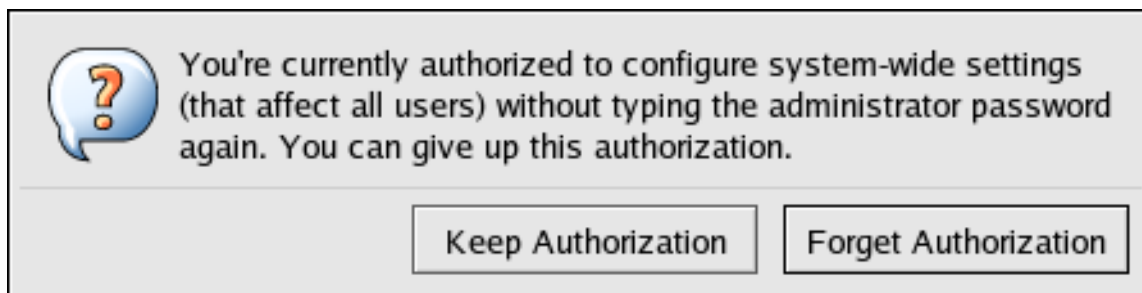 You're currently authorized to configure system-wide settings
(that affect all users) without typing the administrator password
again. You can give up this authorization.
Keep Authorization
Forget Authorization